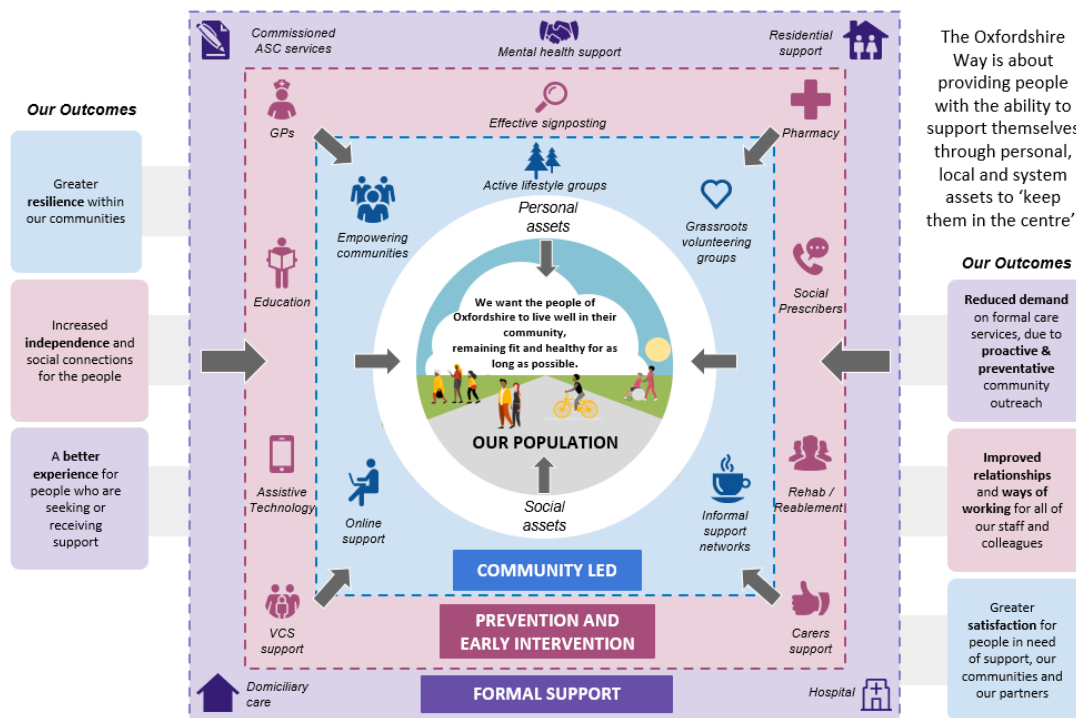 Commissioned
ASC services
Mental health support
Residential
support
The Oxfordshire
Way is about
providing people
with the ability to
support themselves
through personal,
local and system
assets to ‘keep
them in the centre’
Our Outcomes
Greater
resilience within
our communities
Increased
independence and
social connections
for the people
A better
experience for
people who are
seeking or
receiving
support
GPs
Effective signposting
Pharmacy
Education
Social
Prescribers
Assistive
Technology
Rehab /
Reablement
VCS
support
Carers
support
Active lifestyle groups
Empowering
communities
Grassroots
volunteering
groups
Online
support
Informal
support
networks
Personal
assets
We want the people of
Oxfordshire to live well in their
community,
remaining fit and healthy for as
long as possible.
OUR POPULATION
Social
assets
COMMUNITY LED
PREVENTION AND
EARLY INTERVENTION
FORMAL SUPPORT
Domiciliary
care
Hospital
Our Outcomes
Reduced demand
on formal care
services, due to
proactive &
preventative
community
outreach
Improved
relationships
and ways of
working for all of
our staff and
colleagues
Greater
satisfaction for
people in need
of support, our
communities and
our partners